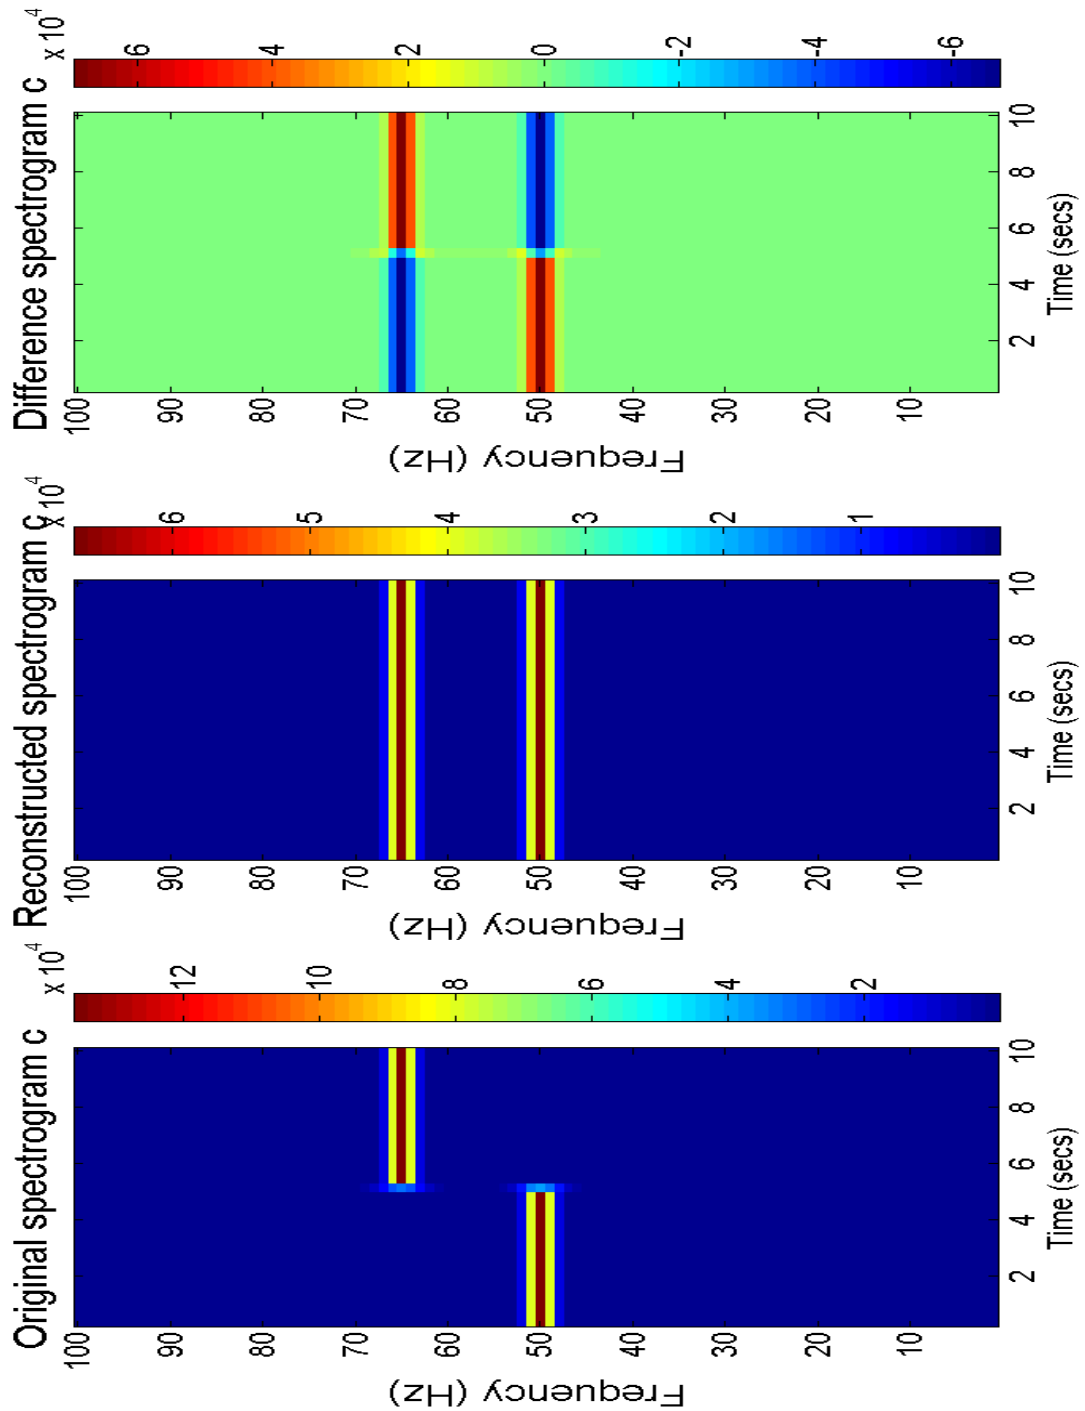 Difference spectrogram c
x 10^4
6 4 2 0 -2 -4 -6
100 90 80 70 60 50 40 30 20 10
Frequency (Hz)
2 4 6 8 10
Time (secs)
Reconstructed spectrogram c
x 10^4
6 5 4 3 2 1
100 90 80 70 60 50 40 30 20 10
Frequency (Hz)
2 4 6 8 10
Time (secs)
Original spectrogram c
x 10^4
12 10 8 6 4 2
100 90 80 70 60 50 40 30 20 10
Frequency (Hz)
2 4 6 8 10
Time (secs)